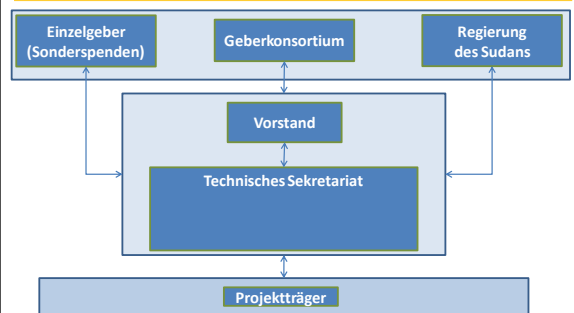 Einzelgeber
(Sonderspenden)
Geberkonsortium
Regierung
des Sudans
Vorstand
Technisches Sekretariat
Projektträger